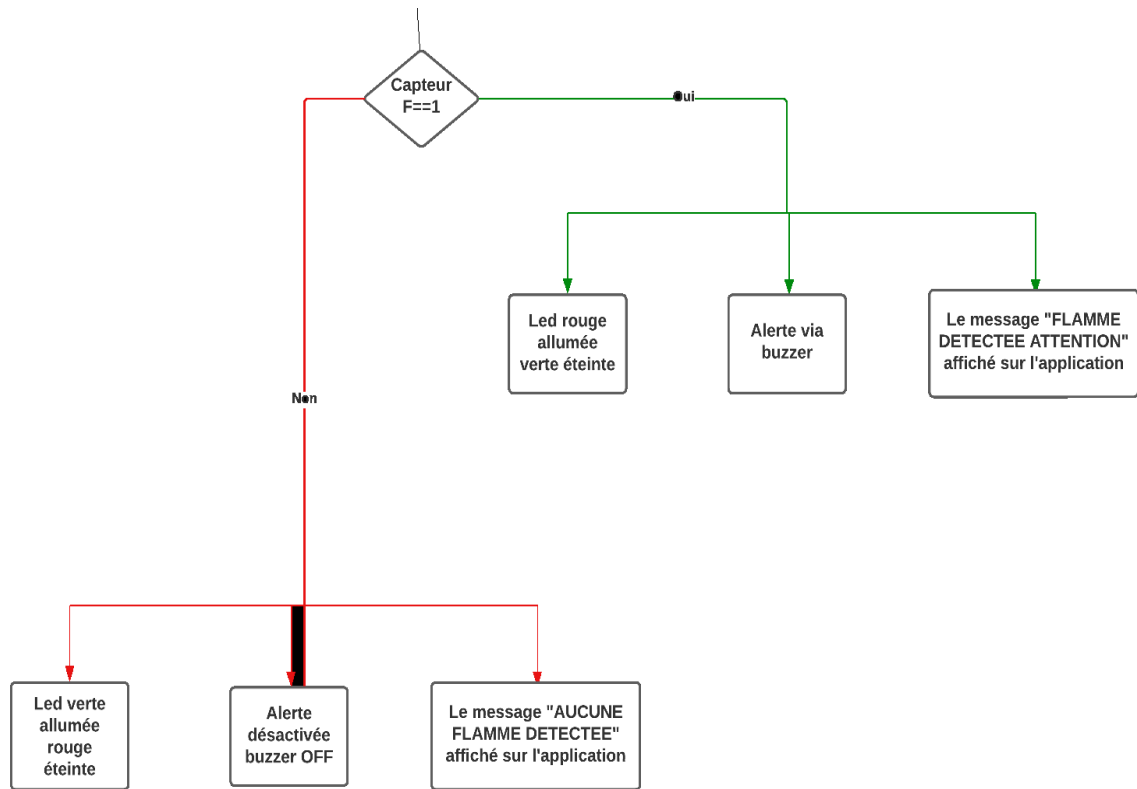 Capteur
F==1
Oui
Led rouge
allumée
verte éteinte
Alerte via
buzzer
Le message "FLAMME
DETECTEE ATTENTION"
affiché sur l'application
Non
Led verte
allumée
rouge
éteinte
Alerte
désactivée
buzzer OFF
Le message "AUCUNE
FLAMME DETECTEE"
affiché sur l'application